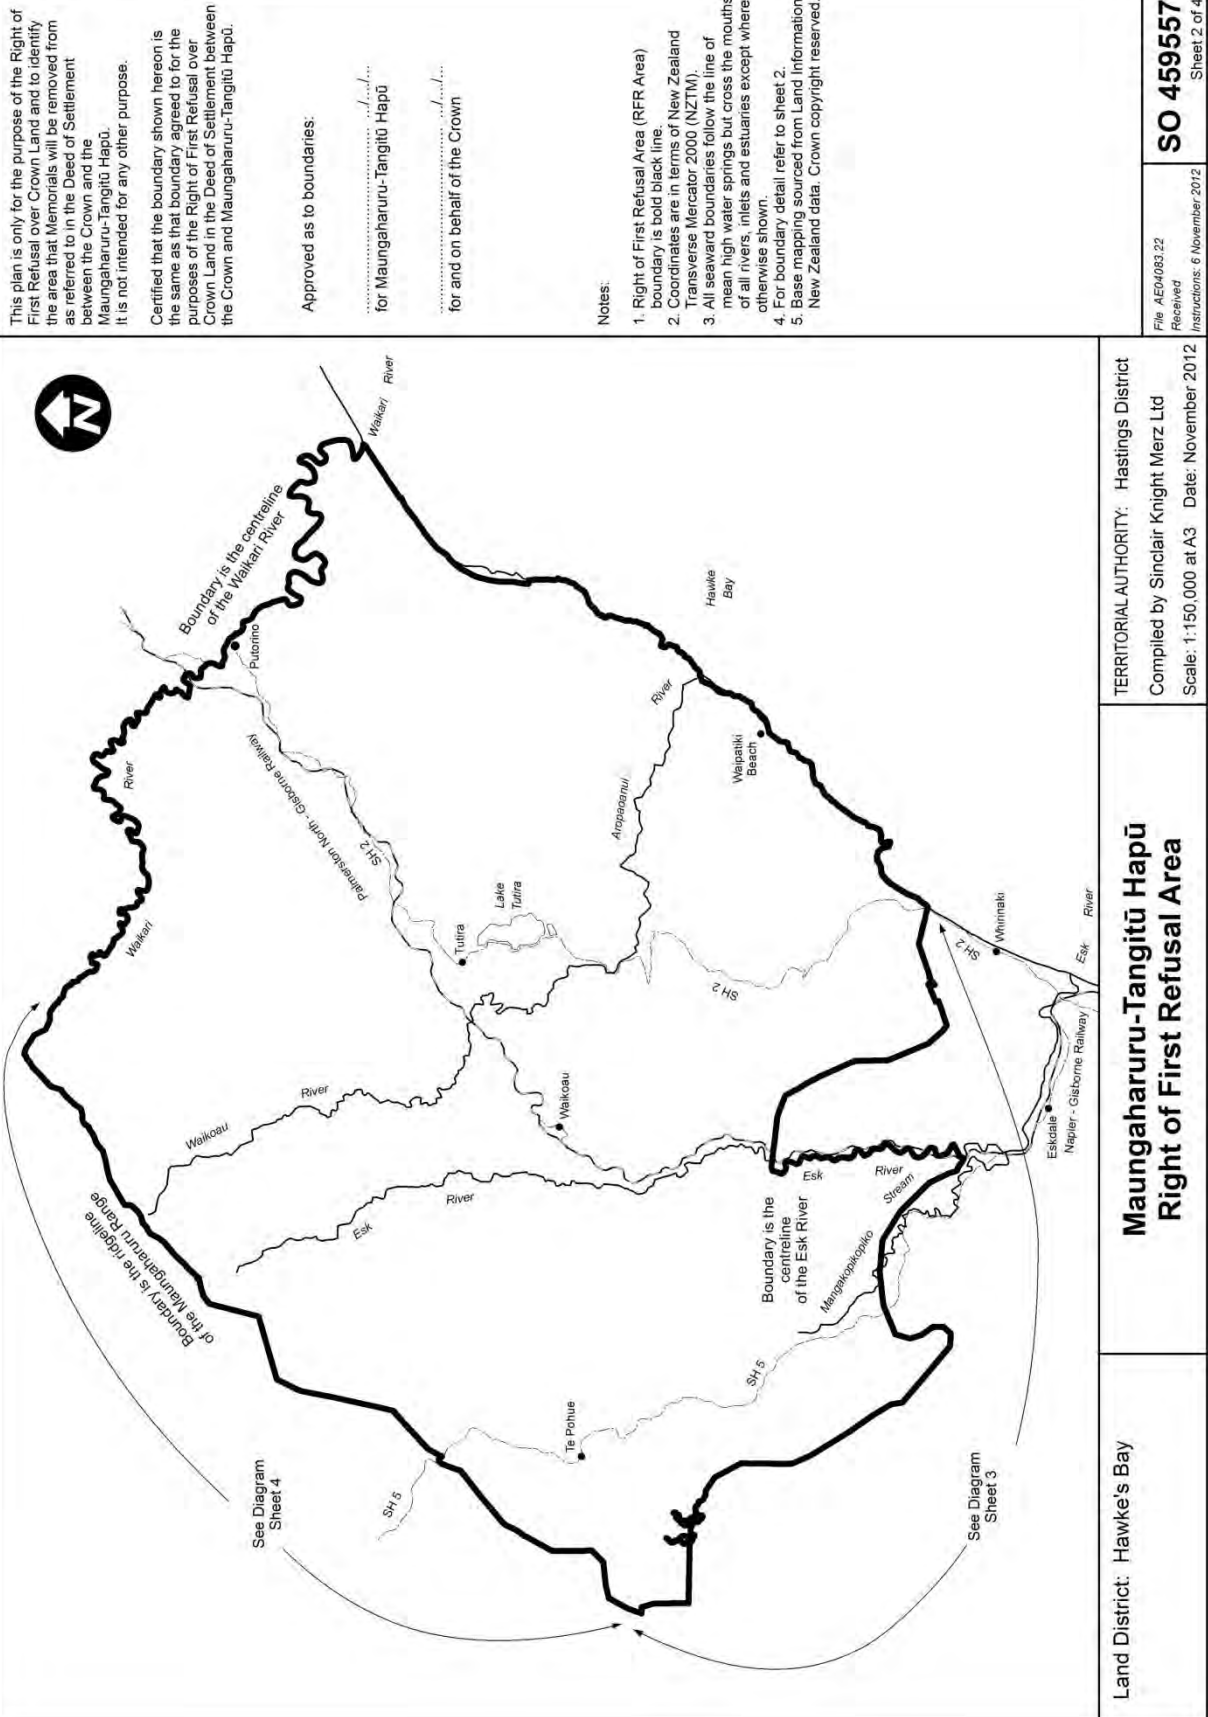 This plan is only for the purpose of the Right of
First Refusal over Crown Land and to identify
the area that Memorials will be removed from
as referred to in the Deed of Settlement
between the Crown and the
Maungaharuru-Tangitū Hapū.
It is not intended for any other purpose.
Certified that the boundary shown hereon is
the same as that boundary agreed to for the
purposes of the Right of First Refusal over
Crown Land in the Deed of Settlement between
the Crown and Maungaharuru-Tangitū Hapū.
Approved as to boundaries:
.............................. .../.../...
for Maungaharuru-Tangitū Hapū
.............................. .../.../...
for and on behalf of the Crown
Notes:
1. Right of First Refusal Area (RFR Area)
boundary is bold black line.
2. Coordinates are in terms of New Zealand
Transverse Mercator 2000 (NZTM).
3. All seaward boundaries follow the line of
mean high water springs but cross the mouths
of all rivers, inlets and estuaries except where
otherwise shown.
4. For boundary detail refer to sheet 2.
5. Base mapping sourced from Land Information
New Zealand data. Crown copyright reserved.
N
Waikari River
Boundary is the centreline
of the Waikari River
Putorino
River
Waikari
Palmerston North - Gisborne Railway
SH 2
Hawke
Bay
River
Aropaoanui
Waipatiki
Beach
Lake
Tutira
Tutira
SH 2
SH 2
Whirinaki
Esk River
Waikoau
River
Waikoau
Boundary is the ridgeline
of the Maungaharuru Range
Esk
River
Esk
River
Boundary is the
centreline
of the Esk River
Stream
Mangakopikopiko
Eskdale
Napier - Gisborne Railway
SH 5
Te Pohue
SH 5
See Diagram
Sheet 4
See Diagram
Sheet 3
Land District: Hawke's Bay
Maungaharuru-Tangitū Hapū
Right of First Refusal Area
TERRITORIAL AUTHORITY: Hastings District
Compiled by Sinclair Knight Merz Ltd
Scale: 1:150,000 at A3 Date: November 2012
File AE04083.22
Received
Instructions: 6 November 2012
SO 459557
Sheet 2 of 4